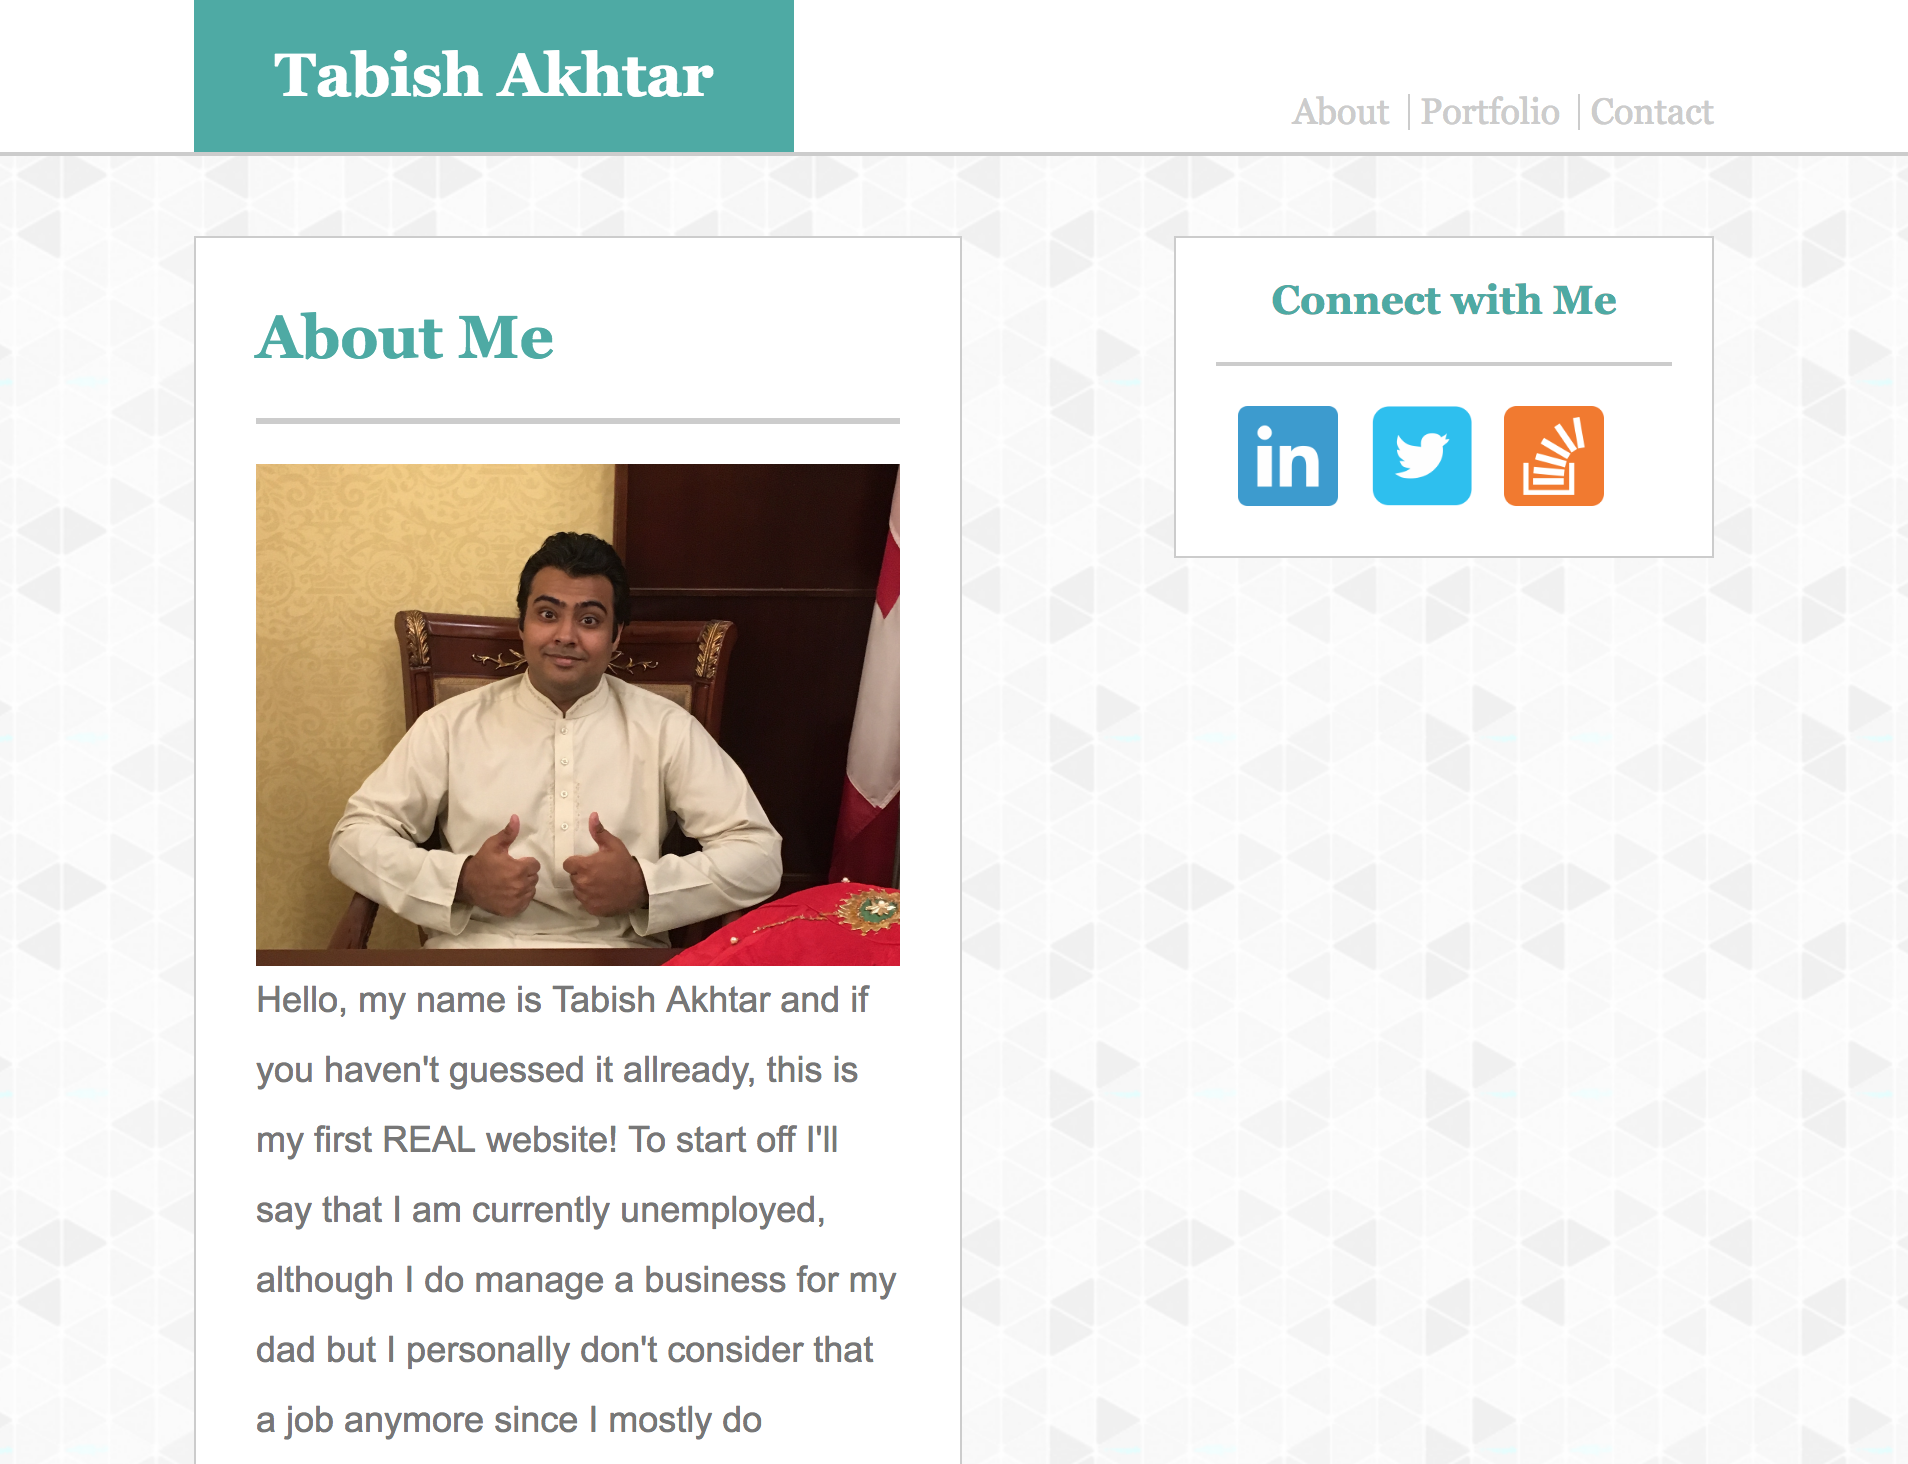 Tabish Akhtar
About
Portfolio
Contact
About Me
Hello, my name is Tabish Akhtar and if
you haven't guessed it allready, this is
my first REAL website! To start off I'll
say that I am currently unemployed,
although I do manage a business for my
dad but I personally don't consider that
a job anymore since I mostly do
Connect with Me
in